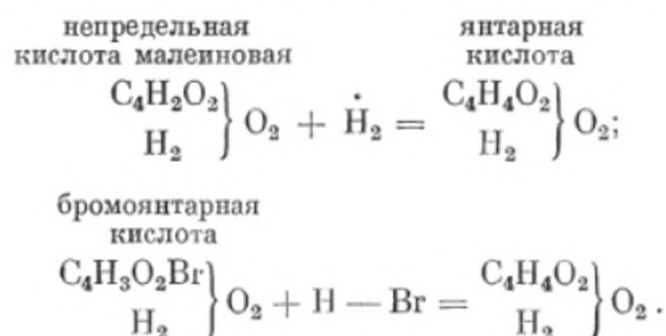 непредельная янтарная
кислота малеиновая кислота
C₄H₂O₂ C₄H₄O₂
} O₂ + Ḣ₂ = } O₂;
H₂ H₂
бромоянтарная
кислота
C₄H₃O₂Br C₄H₄O₂
} O₂ + H — Br = } O₂.
H₂ H₂